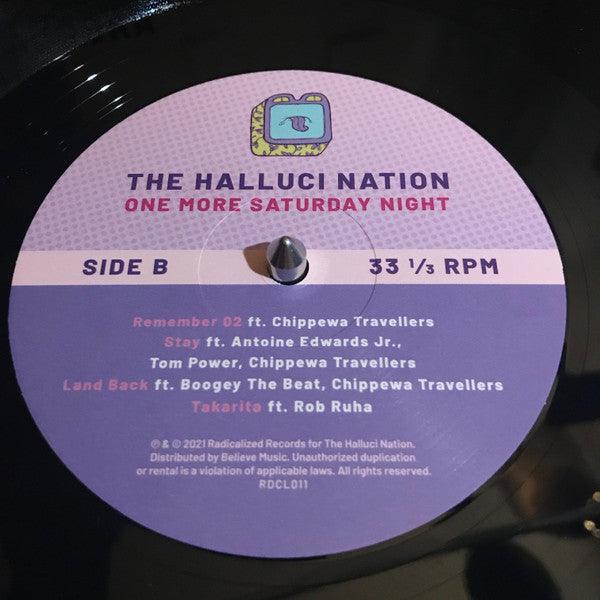 THE HALLUCI NATION
ONE MORE SATURDAY NIGHT
SIDE B 33 ⅓ RPM
Remember 02 ft. Chippewa Travellers
Stay ft. Antoine Edwards Jr.,
Tom Power, Chippewa Travellers
Land Back ft. Boogey The Beat, Chippewa Travellers
Takarita ft. Rob Ruha
℗ & © 2021 Radicalized Records for The Halluci Nation.
Distributed by Believe Music. Unauthorized duplication
or rental is a violation of applicable laws. All rights reserved.
RDCL011